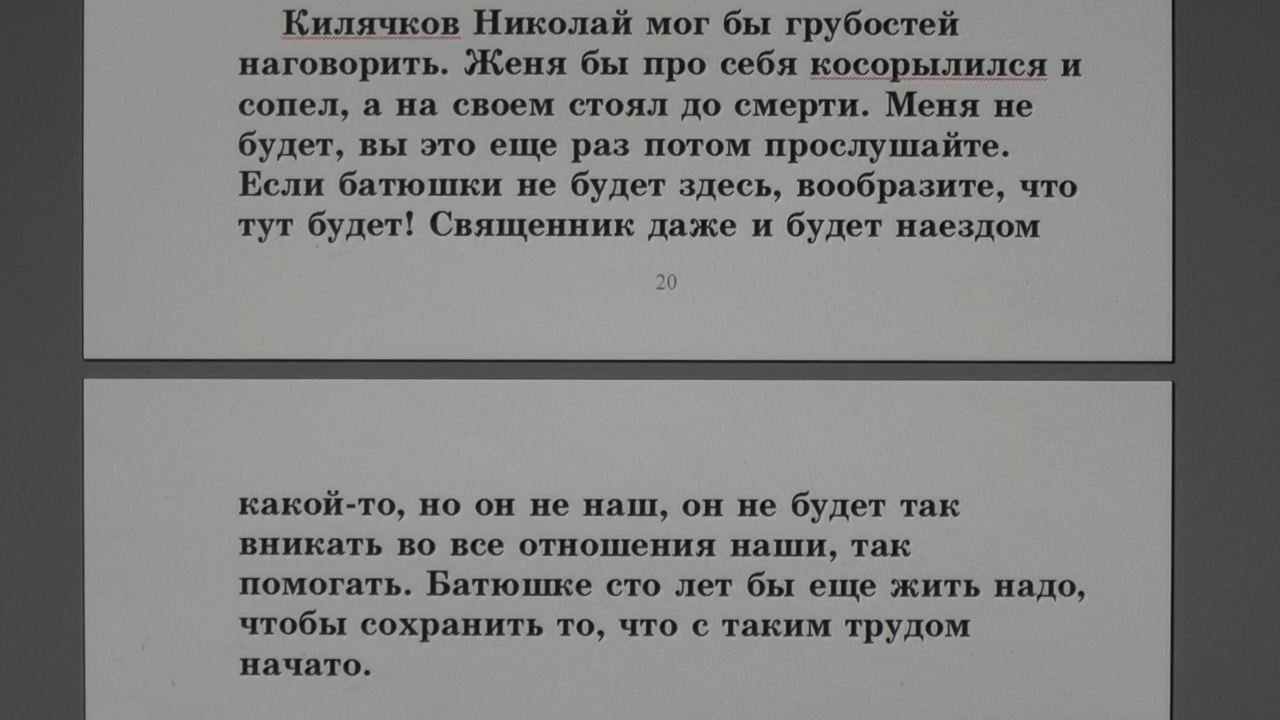 Килячков Николай мог бы грубостей
наговорить. Женя бы про себя косорылился и
сопел, а на своем стоял до смерти. Меня не
будет, вы это еще раз потом прослушайте.
Если батюшки не будет здесь, вообразите, что
тут будет! Священник даже и будет наездом
20
какой-то, но он не наш, он не будет так
вникать во все отношения наши, так
помогать. Батюшке сто лет бы еще жить надо,
чтобы сохранить то, что с таким трудом
начато.